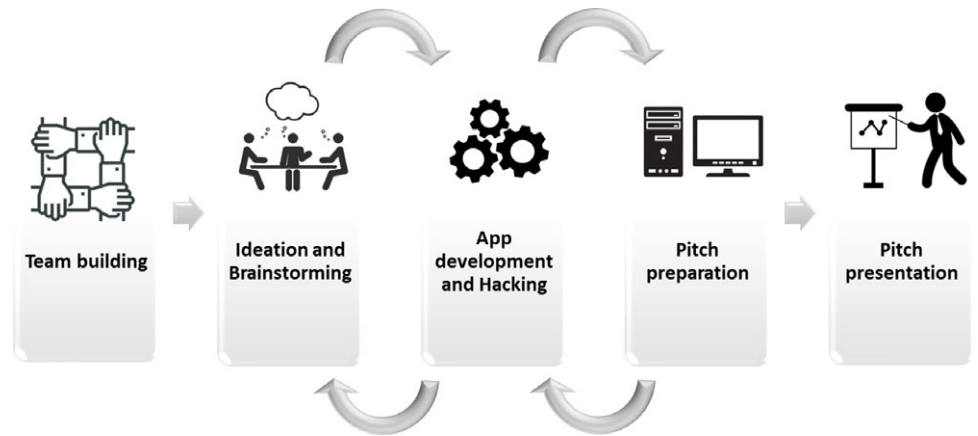 Team building
Ideation and
Brainstorming
App
development
and Hacking
Pitch
preparation
Pitch
presentation